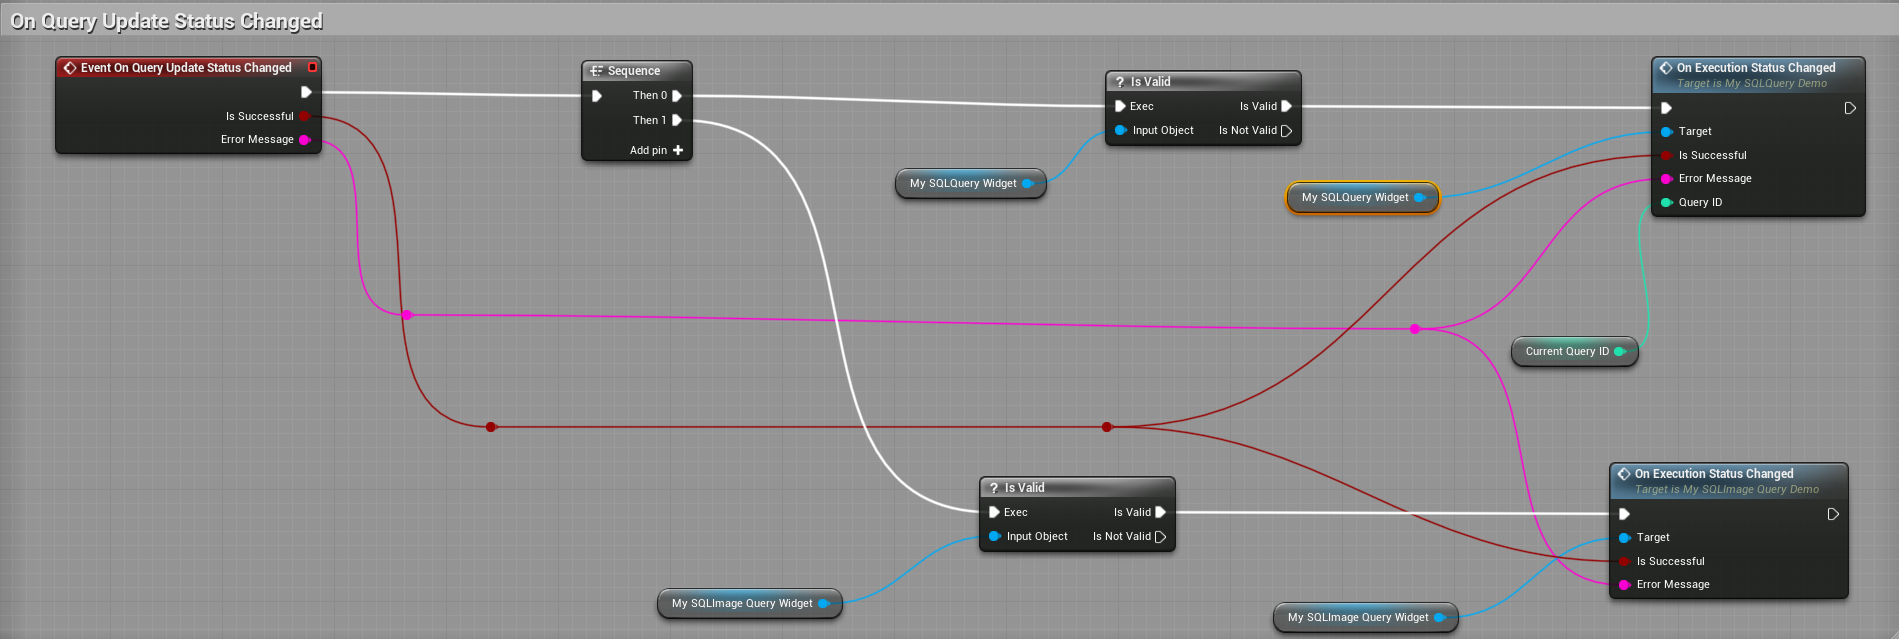 On Query Update Status Changed
Event On Query Update Status Changed
Is Successful
Error Message
Sequence
Then 0
Then 1
Add pin
? Is Valid
Exec Is Valid
Input Object Is Not Valid
My SQLQuery Widget
My SQLQuery Widget
On Execution Status Changed
Target is My SQLQuery Demo
Target
Is Successful
Error Message
Query ID
Current Query ID
? Is Valid
Exec Is Valid
Input Object Is Not Valid
My SQLImage Query Widget
My SQLImage Query Widget
On Execution Status Changed
Target is My SQLImage Query Demo
Target
Is Successful
Error Message